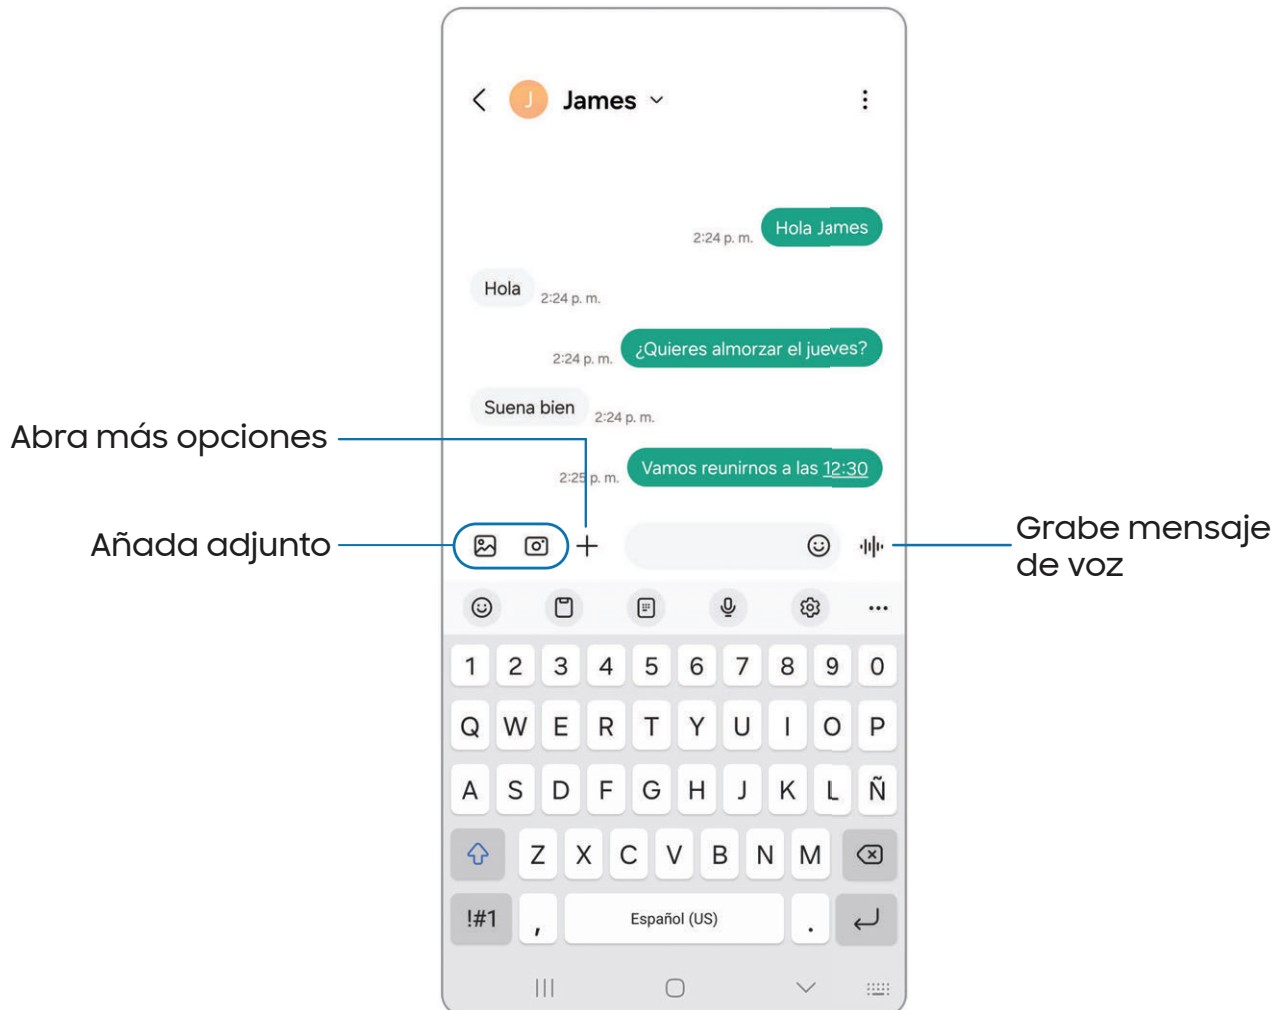 J James
2:24 p. m. Hola James
Hola 2:24 p. m.
2:24 p. m. ¿Quieres almorzar el jueves?
Suena bien 2:24 p. m.
Abra más opciones
2:25 p. m. Vamos reunirnos a las 12:30
Añada adjunto
Grabe mensaje
de voz
1 2 3 4 5 6 7 8 9 0
Q W E R T Y U I O P
A S D F G H J K L Ñ
Z X C V B N M
!#1 , Español (US) .